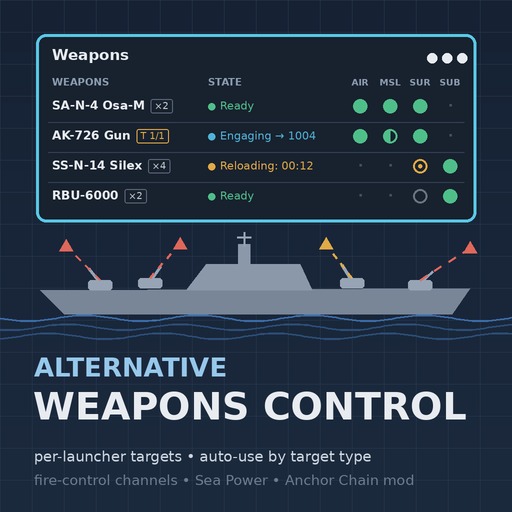 Weapons
WEAPONS STATE AIR MSL SUR SUB
SA-N-4 Osa-M ×2 Ready
AK-726 Gun T 1/1 Engaging → 1004
SS-N-14 Silex ×4 Reloading: 00:12
RBU-6000 ×2 Ready
ALTERNATIVE
WEAPONS CONTROL
per-launcher targets • auto-use by target type
fire-control channels • Sea Power • Anchor Chain mod